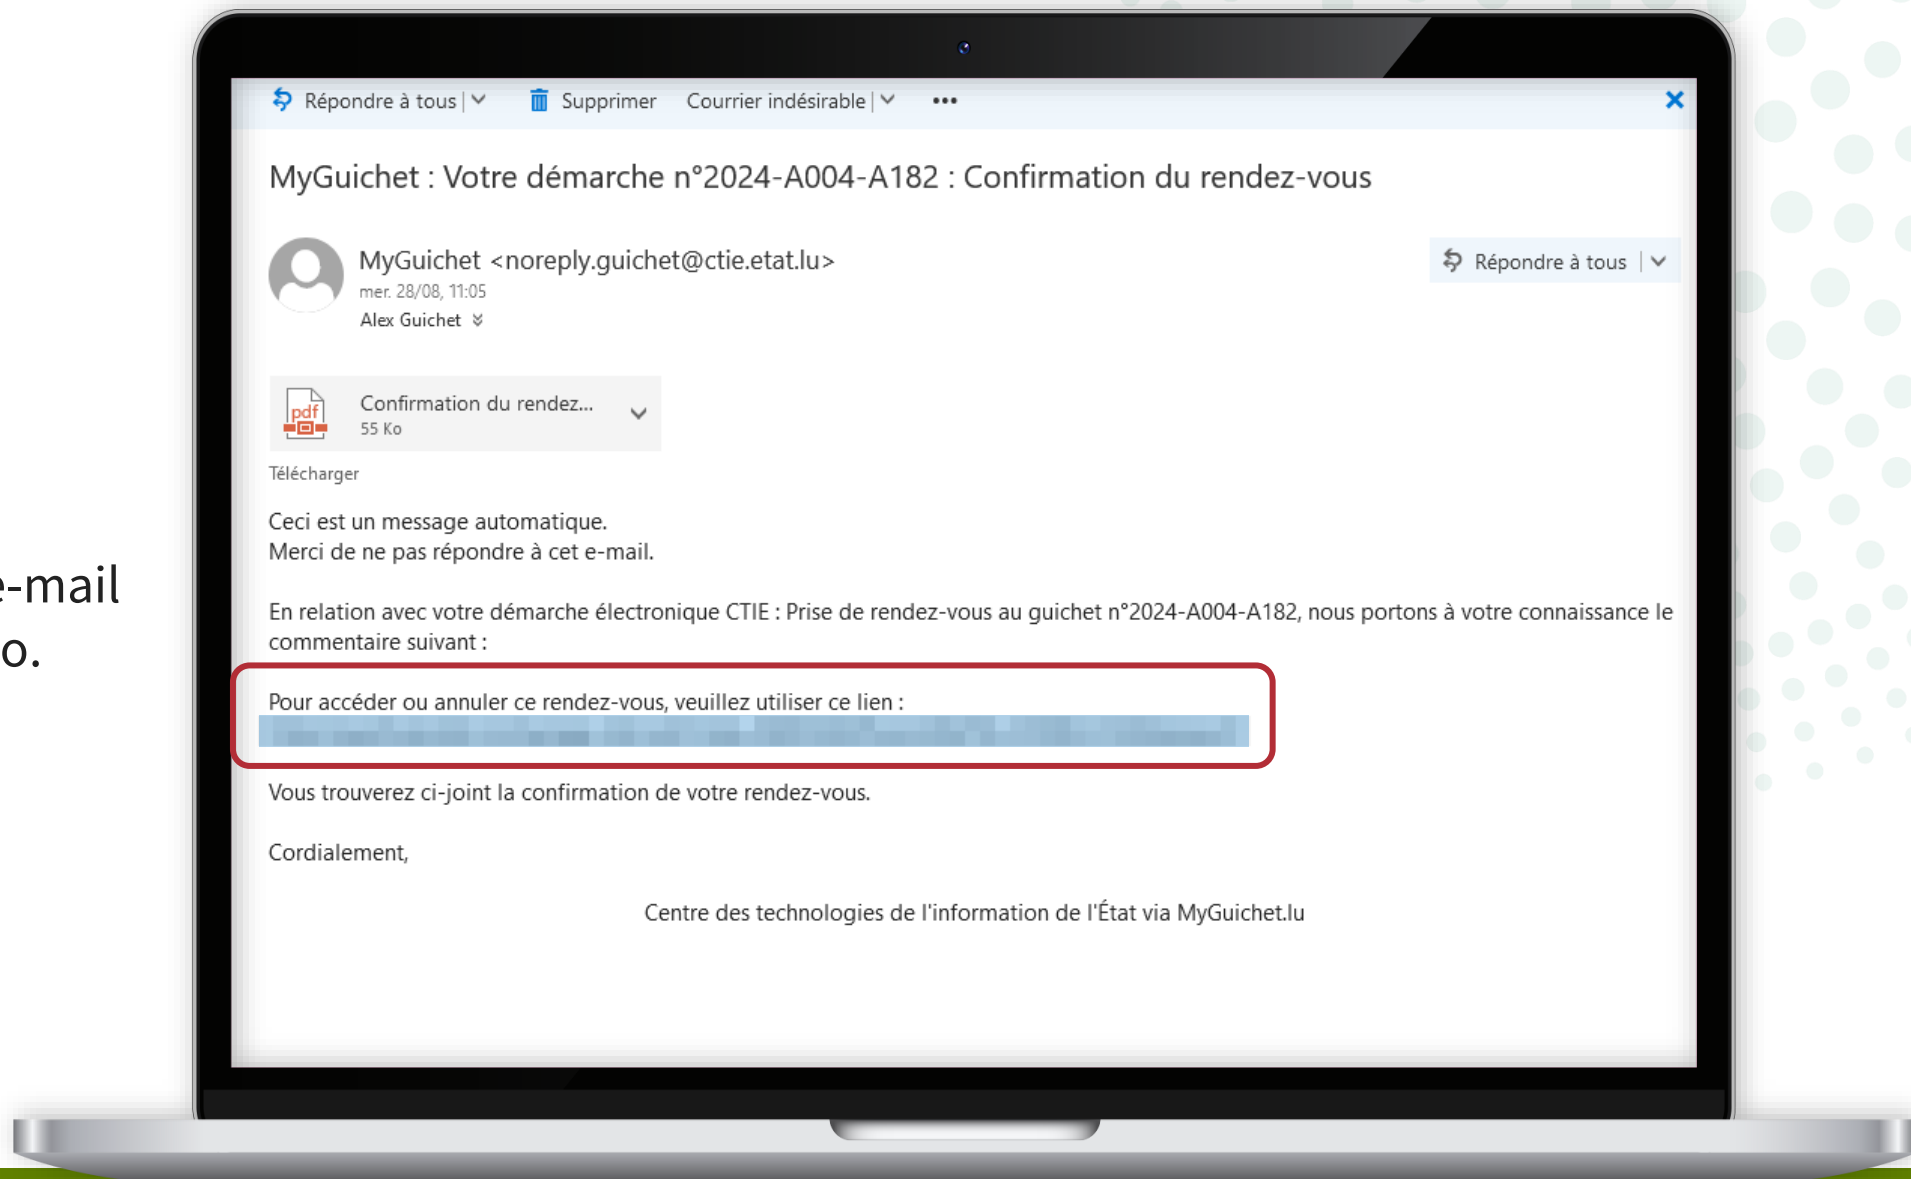 Répondre à tous
Supprimer
Courrier indésirable
MyGuichet : Votre démarche n°2024-A004-A182 : Confirmation du rendez-vous
MyGuichet <noreply.guichet@ctie.etat.lu>
mer. 28/08, 11:05
Alex Guichet
Répondre à tous
pdf
Confirmation du rendez...
55 Ko
Télécharger
Ceci est un message automatique.
Merci de ne pas répondre à cet e-mail.
e-mail
o.
En relation avec votre démarche électronique CTIE : Prise de rendez-vous au guichet n°2024-A004-A182, nous portons à votre connaissance le
commentaire suivant :
Pour accéder ou annuler ce rendez-vous, veuillez utiliser ce lien :
Vous trouverez ci-joint la confirmation de votre rendez-vous.
Cordialement,
Centre des technologies de l'information de l'État via MyGuichet.lu